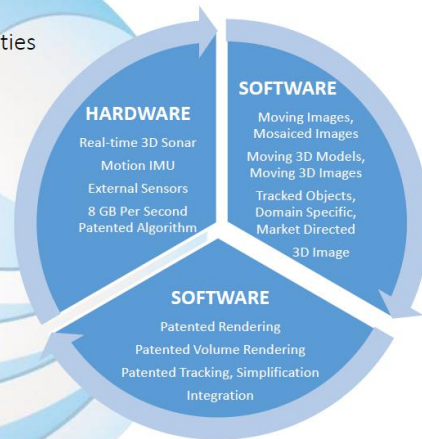 ties
HARDWARE
Real-time 3D Sonar
Motion IMU
External Sensors
8 GB Per Second
Patented Algorithm
SOFTWARE
Moving Images,
Mosaiced Images
Moving 3D Models,
Moving 3D Images
Tracked Objects,
Domain Specific,
Market Directed
3D Image
SOFTWARE
Patented Rendering
Patented Volume Rendering
Patented Tracking, Simplification
Integration